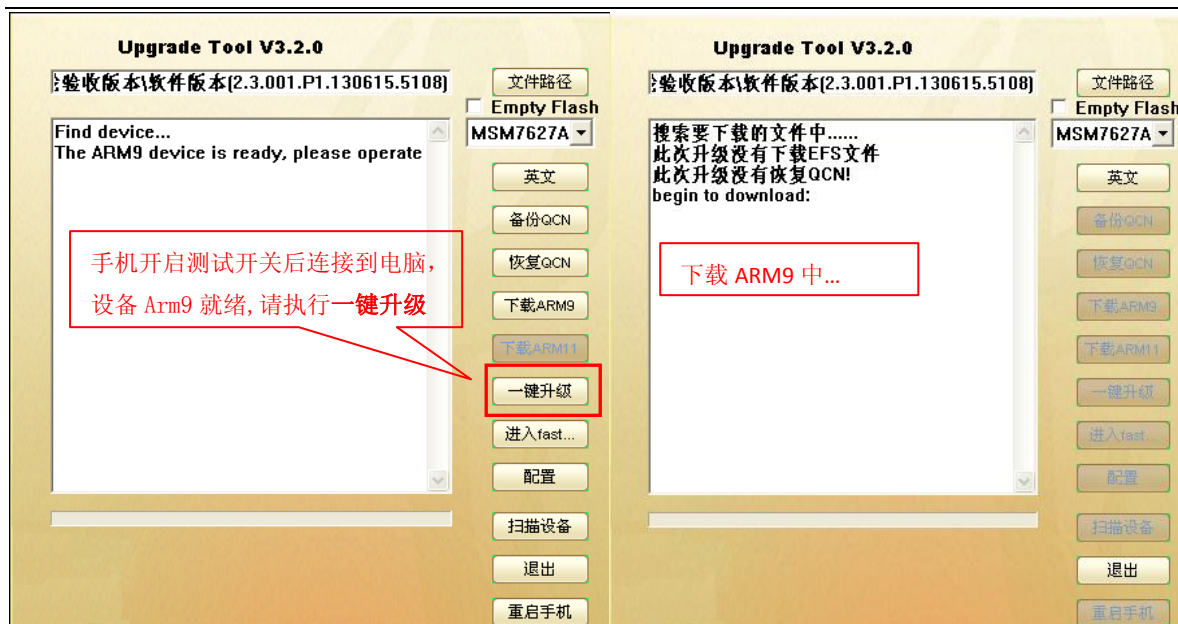 Upgrade Tool V3.2.0
验收版本\软件版本(2.3.001.P1.130615.5108)
文件路径
Empty Flash
MSM7627A
Find device...
The ARM9 device is ready, please operate
英文
备份QCN
恢复QCN
下载ARM9
下载ARM11
一键升级
进入fast...
配置
扫描设备
退出
重启手机
手机开启测试开关后连接到电脑,
设备 Arm9 就绪,请执行一键升级
Upgrade Tool V3.2.0
验收版本\软件版本(2.3.001.P1.130615.5108)
文件路径
Empty Flash
MSM7627A
搜索要下载的文件中......
此次升级没有下载EFS文件
此次升级没有恢复QCN!
begin to download:
英文
备份QCN
恢复QCN
下载ARM9
下载ARM11
一键升级
进入fast...
配置
扫描设备
退出
重启手机
下载 ARM9 中...